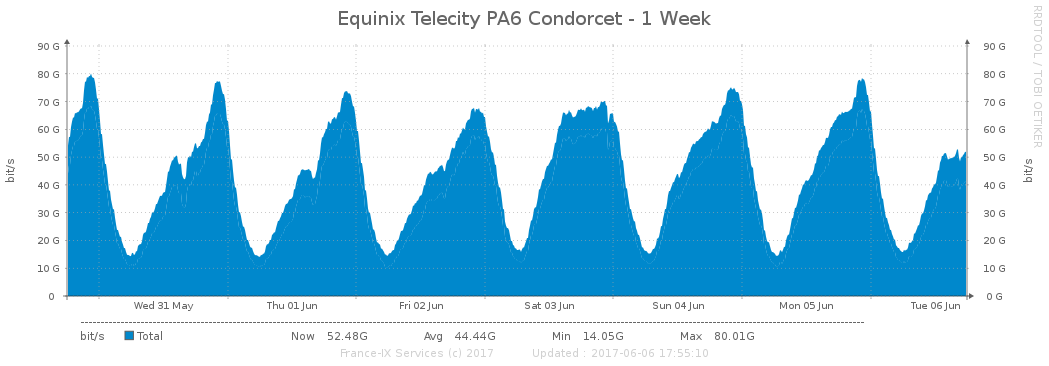 Equinix Telecity PA6 Condorcet - 1 Week
RRDTOOL / TOBI OETIKER
bit/s
90 G 90 G
80 G 80 G
70 G 70 G
60 G 60 G
50 G 50 G
40 G 40 G
30 G 30 G
20 G 20 G
10 G 10 G
0 0 G
bit/s
Wed 31 May Thu 01 Jun Fri 02 Jun Sat 03 Jun Sun 04 Jun Mon 05 Jun Tue 06 Jun
bit/s Total Now 52.48G Avg 44.44G Min 14.05G Max 80.01G
France-IX Services (c) 2017 Updated : 2017-06-06 17:55:10